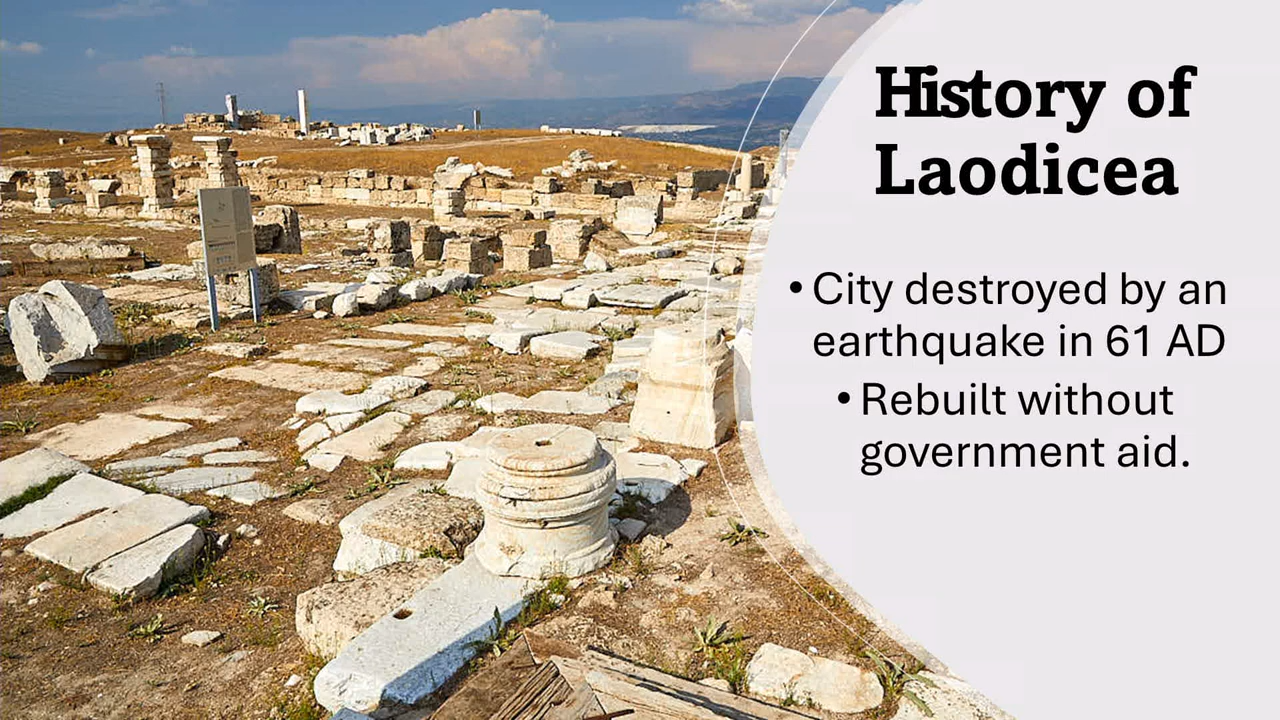 History of
Laodicea
• City destroyed by an
earthquake in 61 AD
• Rebuilt without
government aid.